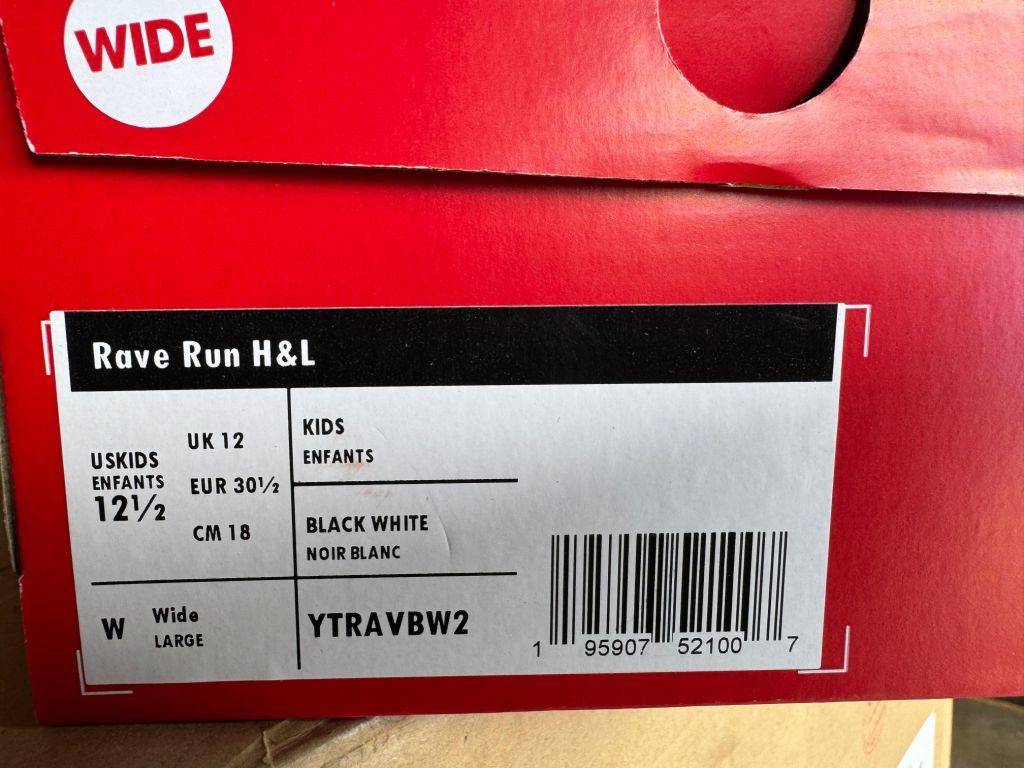 WIDE
Rave Run H&L
USKIDS
ENFANTS
12½
UK 12
EUR 30½
CM 18
KIDS
ENFANTS
BLACK WHITE
NOIR BLANC
W
Wide
LARGE
YTRAVBW2
1 95907 52100 7